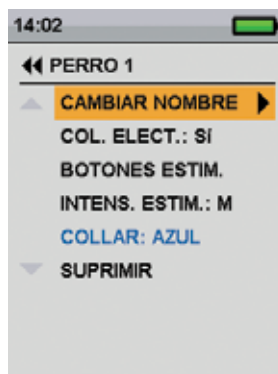 14:02
PERRO 1
CAMBIAR NOMBRE
COL. ELECT.: SÍ
BOTONES ESTIM.
INTENS. ESTIM.: M
COLLAR: AZUL
SUPRIMIR